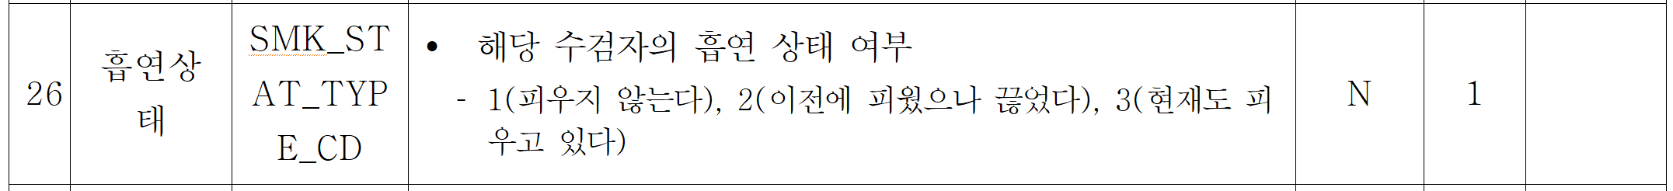 26
흡연상
태
SMK_ST
AT_TYP
E_CD
• 해당 수검자의 흡연 상태 여부
- 1(피우지 않는다), 2(이전에 피웠으나 끊었다), 3(현재도 피
우고 있다)
N
1